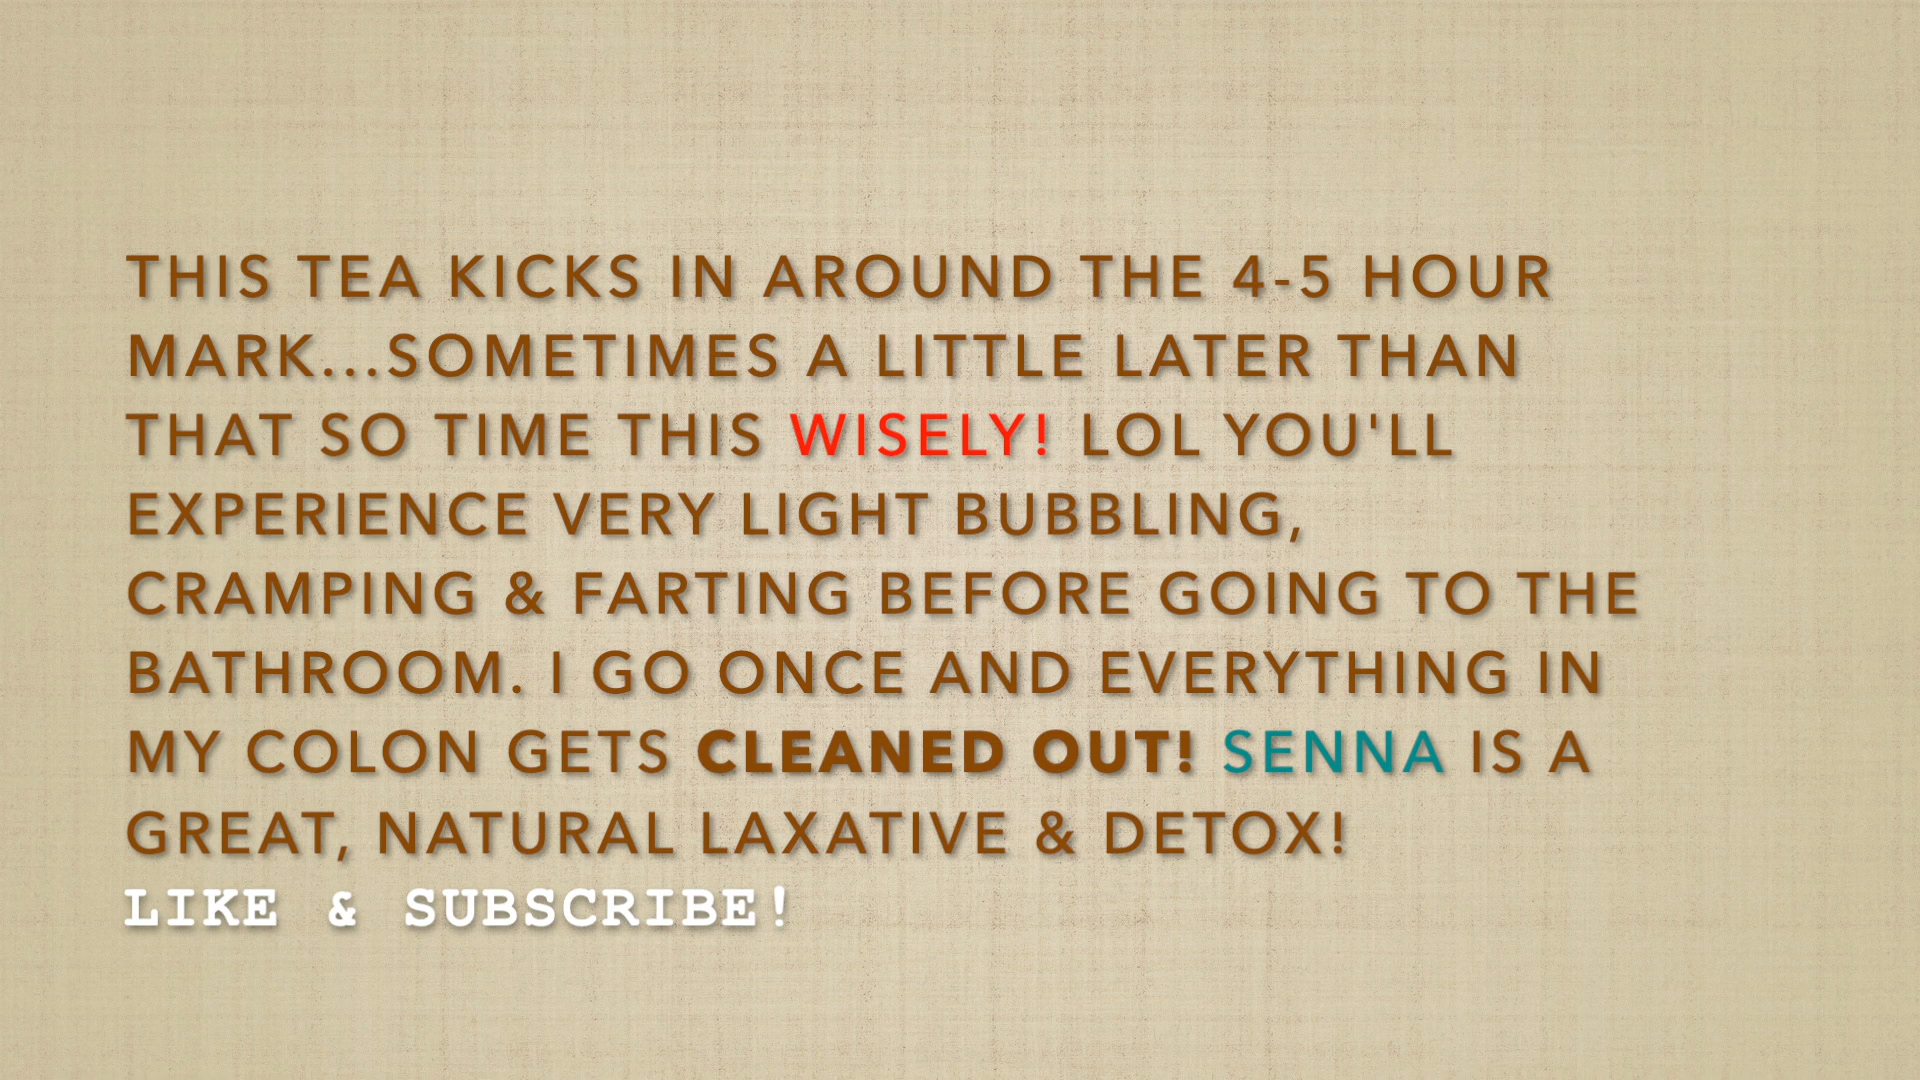 THIS TEA KICKS IN AROUND THE 4-5 HOUR
MARK...SOMETIMES A LITTLE LATER THAN
THAT SO TIME THIS WISELY! LOL YOU'LL
EXPERIENCE VERY LIGHT BUBBLING,
CRAMPING & FARTING BEFORE GOING TO THE
BATHROOM. I GO ONCE AND EVERYTHING IN
MY COLON GETS CLEANED OUT! SENNA IS A
GREAT, NATURAL LAXATIVE & DETOX!
LIKE & SUBSCRIBE!